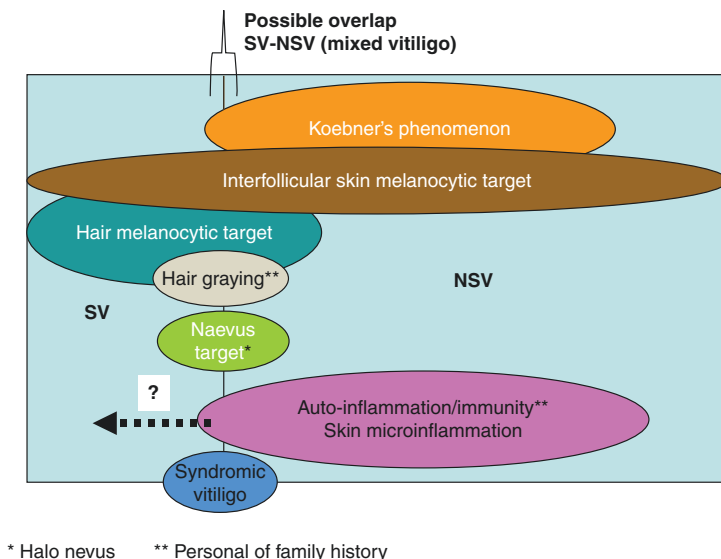 Possible overlap
SV-NSV (mixed vitiligo)
Koebner's phenomenon
Interfollicular skin melanocytic target
Hair melanocytic target
Hair graying**
NSV
SV
Naevus
target*
?
Auto-inflammation/immunity**
Skin microinflammation
Syndromic
vitiligo
* Halo nevus ** Personal of family history